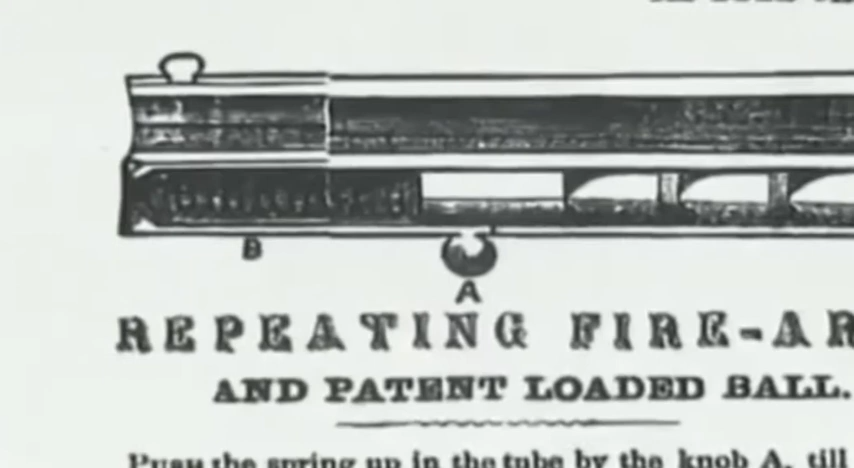 B
A
REPEATING FIRE-AR
AND PATENT LOADED BALL.
Push the spring up in the tube by the knob A, till